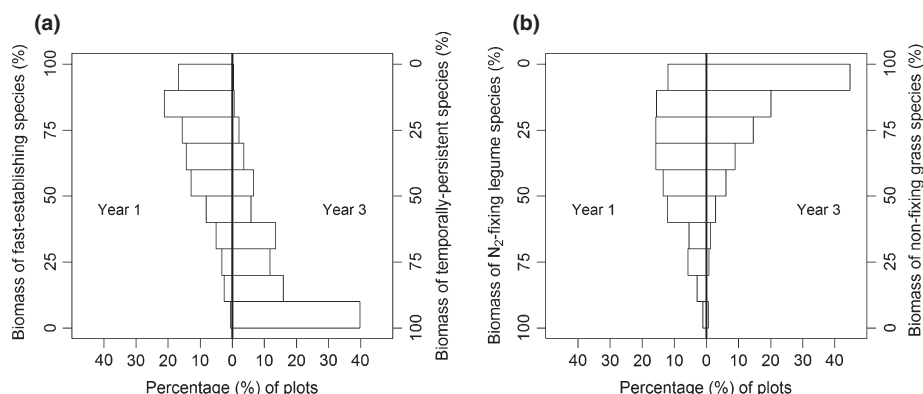 (a)
Biomass of fast-establishing species (%)
100
75
50
25
0
Year 1
Year 3
0
25
50
75
100
Biomass of temporally-persistent species (%)
40 30 20 10 0 10 20 30 40
Percentage (%) of plots
(b)
Biomass of N₂-fixing legume species (%)
0
25
50
75
100
Year 1
Year 3
100
75
50
25
0
Biomass of non-fixing grass species (%)
40 30 20 10 0 10 20 30 40
Percentage (%) of plots